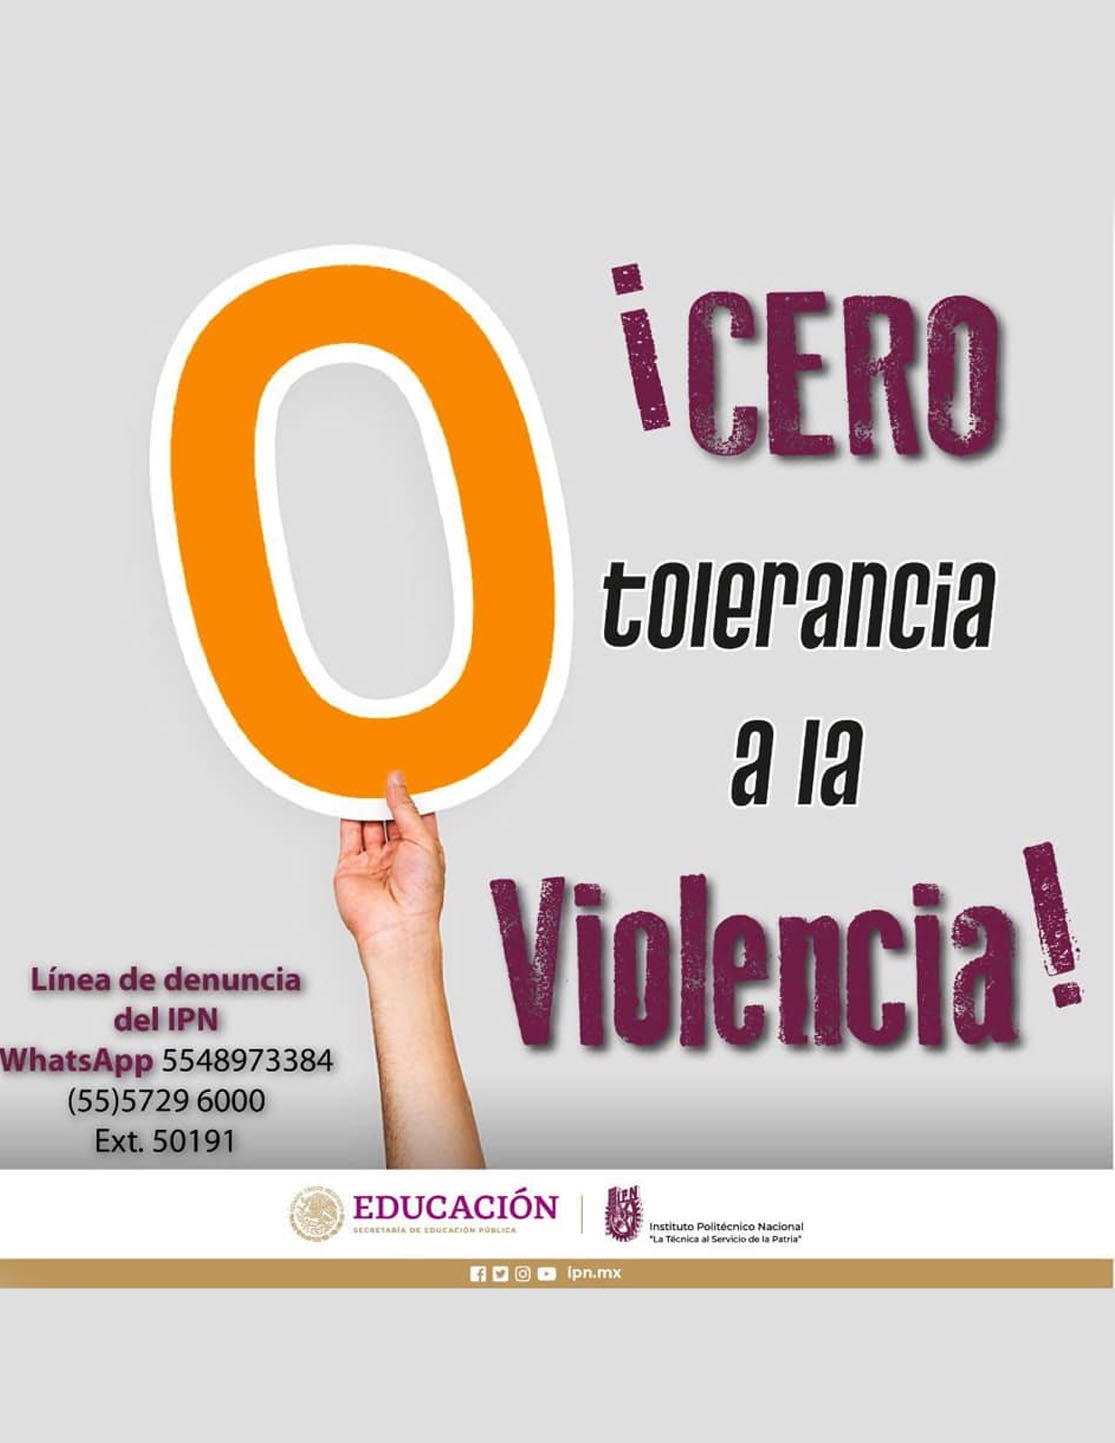 0
¡CERO
tolerancia
a la
Violencia!
Línea de denuncia
del IPN
WhatsApp 5548973384
(55)5729 6000
Ext. 50191
EDUCACIÓN
SECRETARÍA DE EDUCACIÓN PÚBLICA
IPN
Instituto Politécnico Nacional
"La Técnica al Servicio de la Patria"
ipn.mx